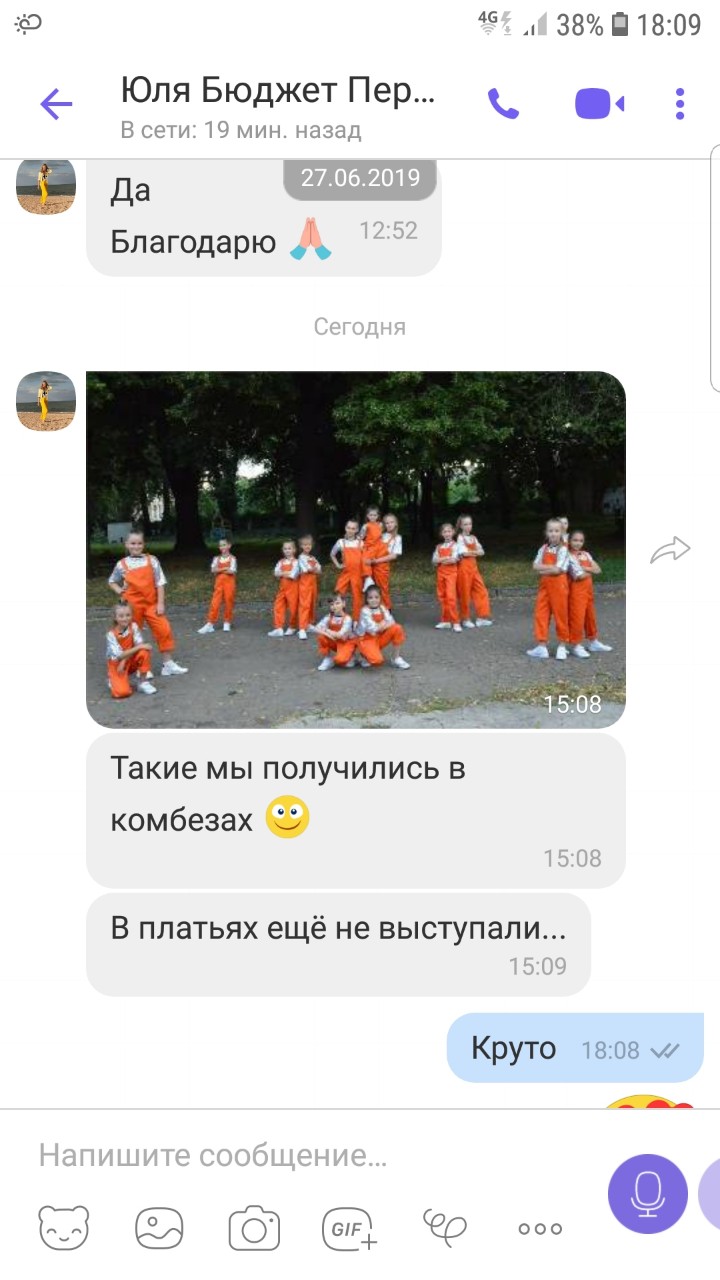 4G 38% 18:09
Юля Бюджет Пер...
В сети: 19 мин. назад
27.06.2019
Да
Благодарю 12:52
Сегодня
15:08
Такие мы получились в
комбезах
15:08
В платьях ещё не выступали...
15:09
Круто 18:08
Напишите сообщение...
GIF